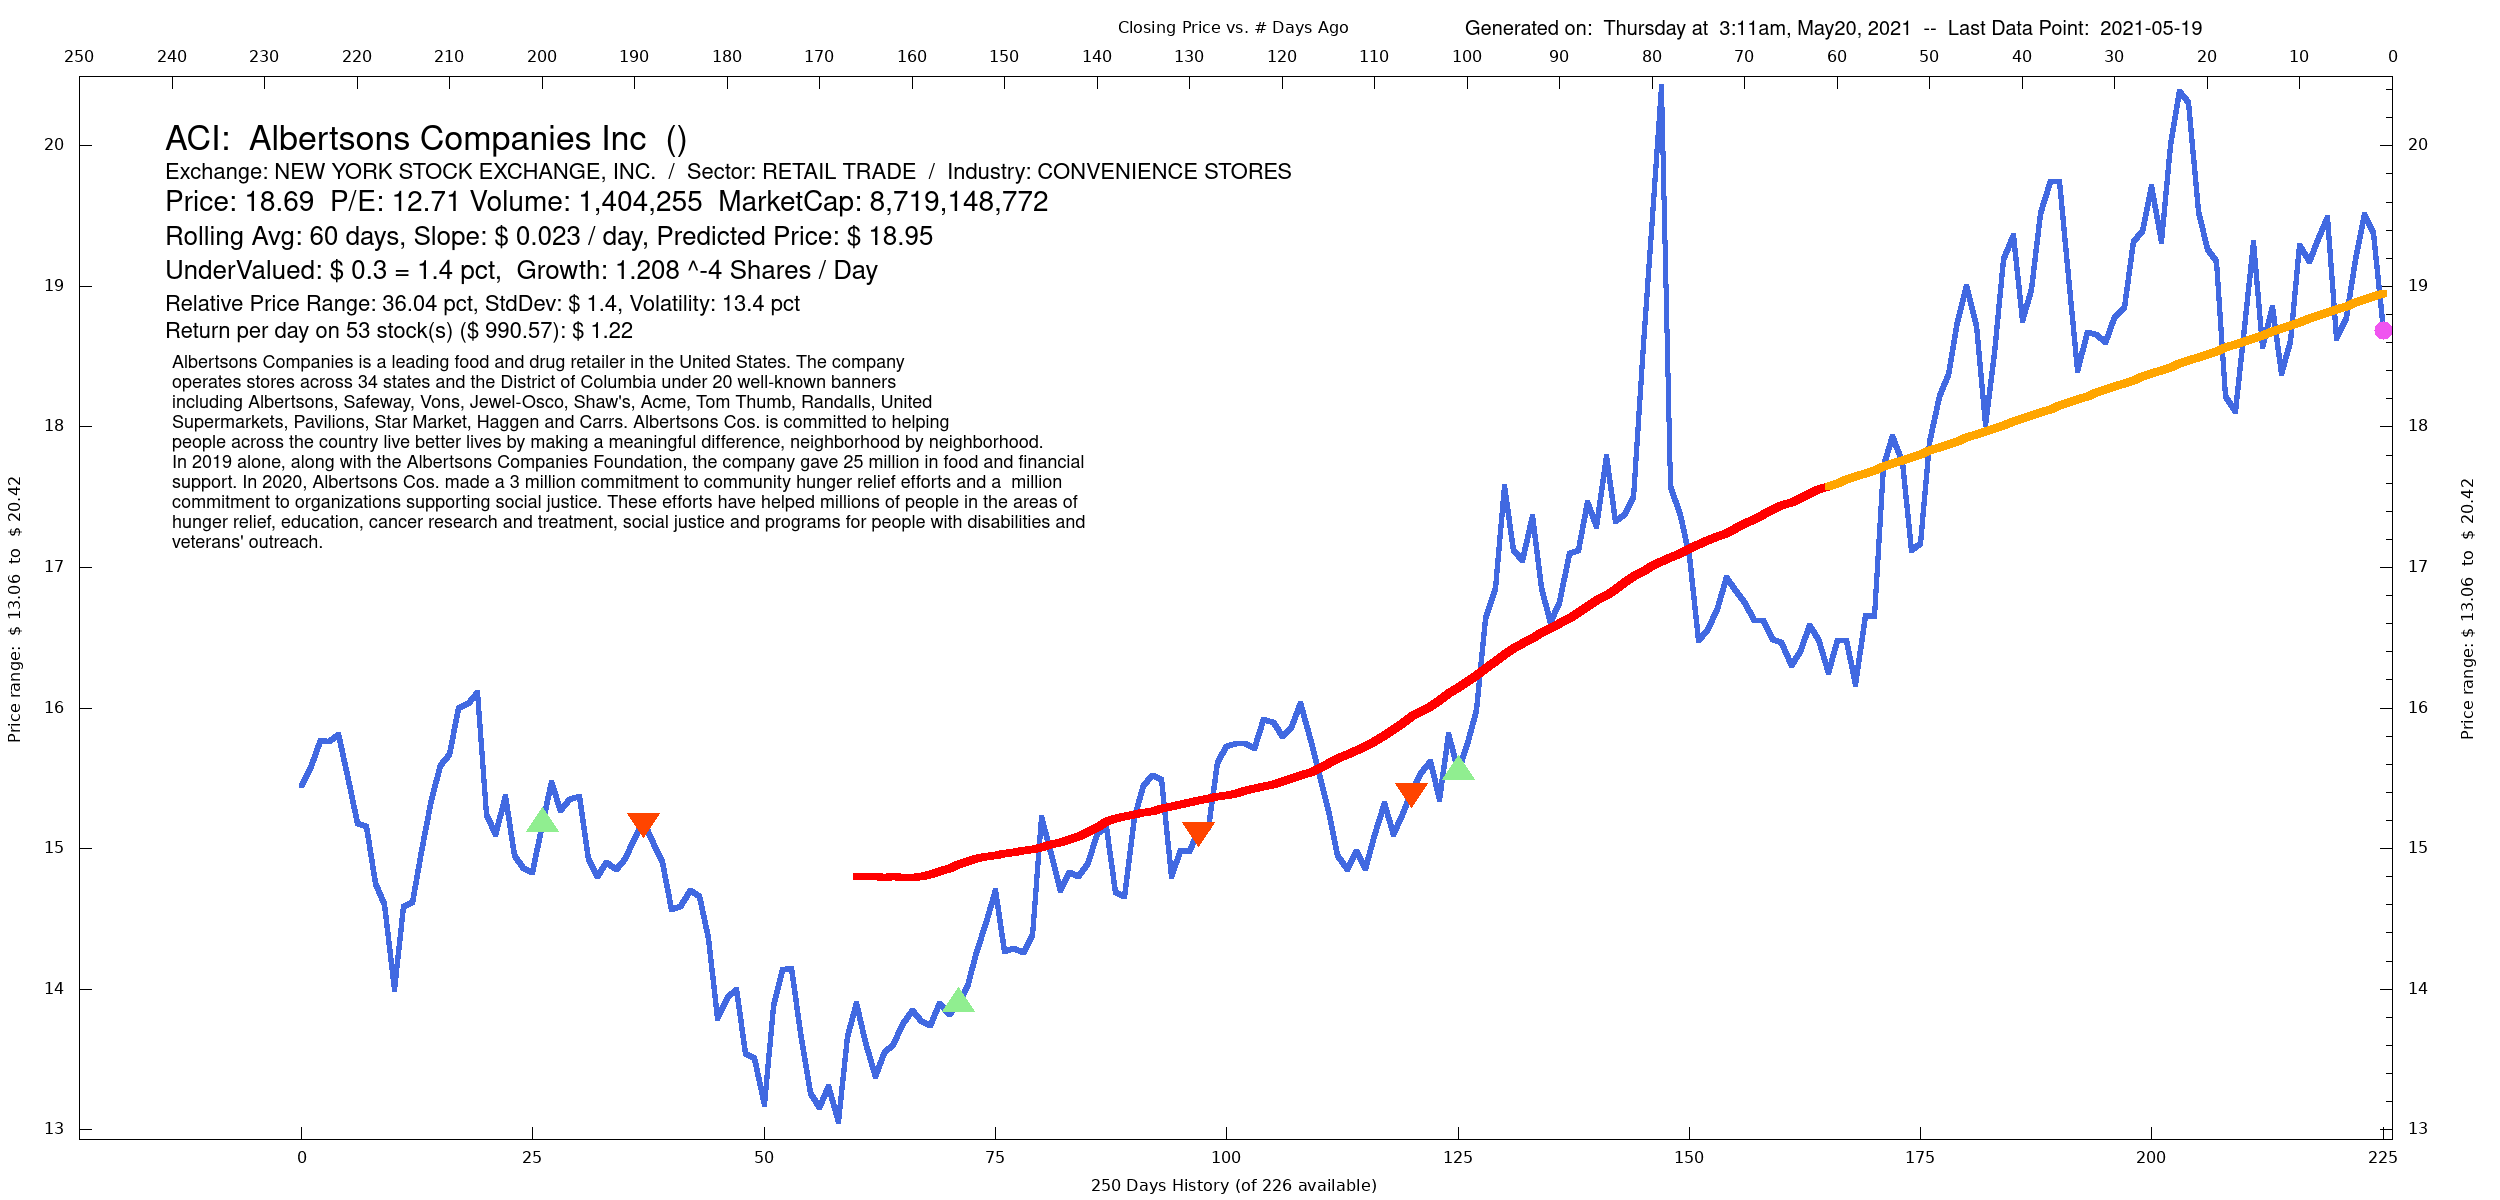 Closing Price vs. # Days Ago
Generated on:  Thursday at  3:11am, May20, 2021  --  Last Data Point:  2021-05-19
250 240 230 220 210 200 190 180 170 160 150 140 130 120 110 100 90 80 70 60 50 40 30 20 10 0
ACI:  Albertsons Companies Inc  ()
Exchange: NEW YORK STOCK EXCHANGE, INC.  /  Sector: RETAIL TRADE  /  Industry: CONVENIENCE STORES
Price: 18.69  P/E: 12.71 Volume: 1,404,255  MarketCap: 8,719,148,772
Rolling Avg: 60 days, Slope: $ 0.023 / day, Predicted Price: $ 18.95
UnderValued: $ 0.3 = 1.4 pct,  Growth: 1.208 ^-4 Shares / Day
Relative Price Range: 36.04 pct, StdDev: $ 1.4, Volatility: 13.4 pct
Return per day on 53 stock(s) ($ 990.57): $ 1.22
Albertsons Companies is a leading food and drug retailer in the United States. The company
operates stores across 34 states and the District of Columbia under 20 well-known banners
including Albertsons, Safeway, Vons, Jewel-Osco, Shaw's, Acme, Tom Thumb, Randalls, United
Supermarkets, Pavilions, Star Market, Haggen and Carrs. Albertsons Cos. is committed to helping
people across the country live better lives by making a meaningful difference, neighborhood by neighborhood.
In 2019 alone, along with the Albertsons Companies Foundation, the company gave 25 million in food and financial
support. In 2020, Albertsons Cos. made a 3 million commitment to community hunger relief efforts and a  million
commitment to organizations supporting social justice. These efforts have helped millions of people in the areas of
hunger relief, education, cancer research and treatment, social justice and programs for people with disabilities and
veterans' outreach.
Price range:  $ 13.06  to  $ 20.42
20
19
18
17
16
15
14
13
20
19
18
17
16
15
14
13
Price range: $ 13.06  to  $ 20.42
0 25 50 75 100 125 150 175 200 225
250 Days History (of 226 available)